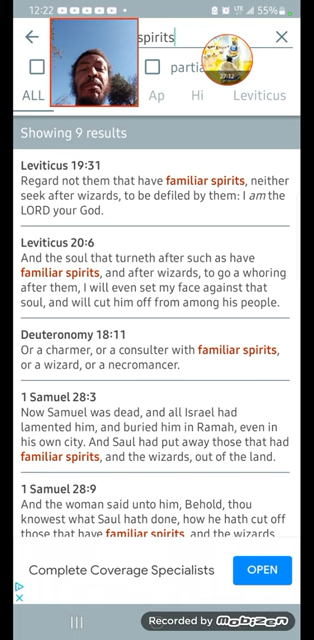 12:22
LTE
55%
spirits
partia
27:12
ALL
Ap
Hi
Leviticus
Showing 9 results
Leviticus 19:31
Regard not them that have familiar spirits, neither
seek after wizards, to be defiled by them: I am the
LORD your God.
Leviticus 20:6
And the soul that turneth after such as have
familiar spirits, and after wizards, to go a whoring
after them, I will even set my face against that
soul, and will cut him off from among his people.
Deuteronomy 18:11
Or a charmer, or a consulter with familiar spirits,
or a wizard, or a necromancer.
1 Samuel 28:3
Now Samuel was dead, and all Israel had
lamented him, and buried him in Ramah, even in
his own city. And Saul had put away those that had
familiar spirits, and the wizards, out of the land.
1 Samuel 28:9
And the woman said unto him, Behold, thou
knowest what Saul hath done, how he hath cut off
those that have familiar spirits, and the wizards
Complete Coverage Specialists
OPEN
Recorded by Mobizen